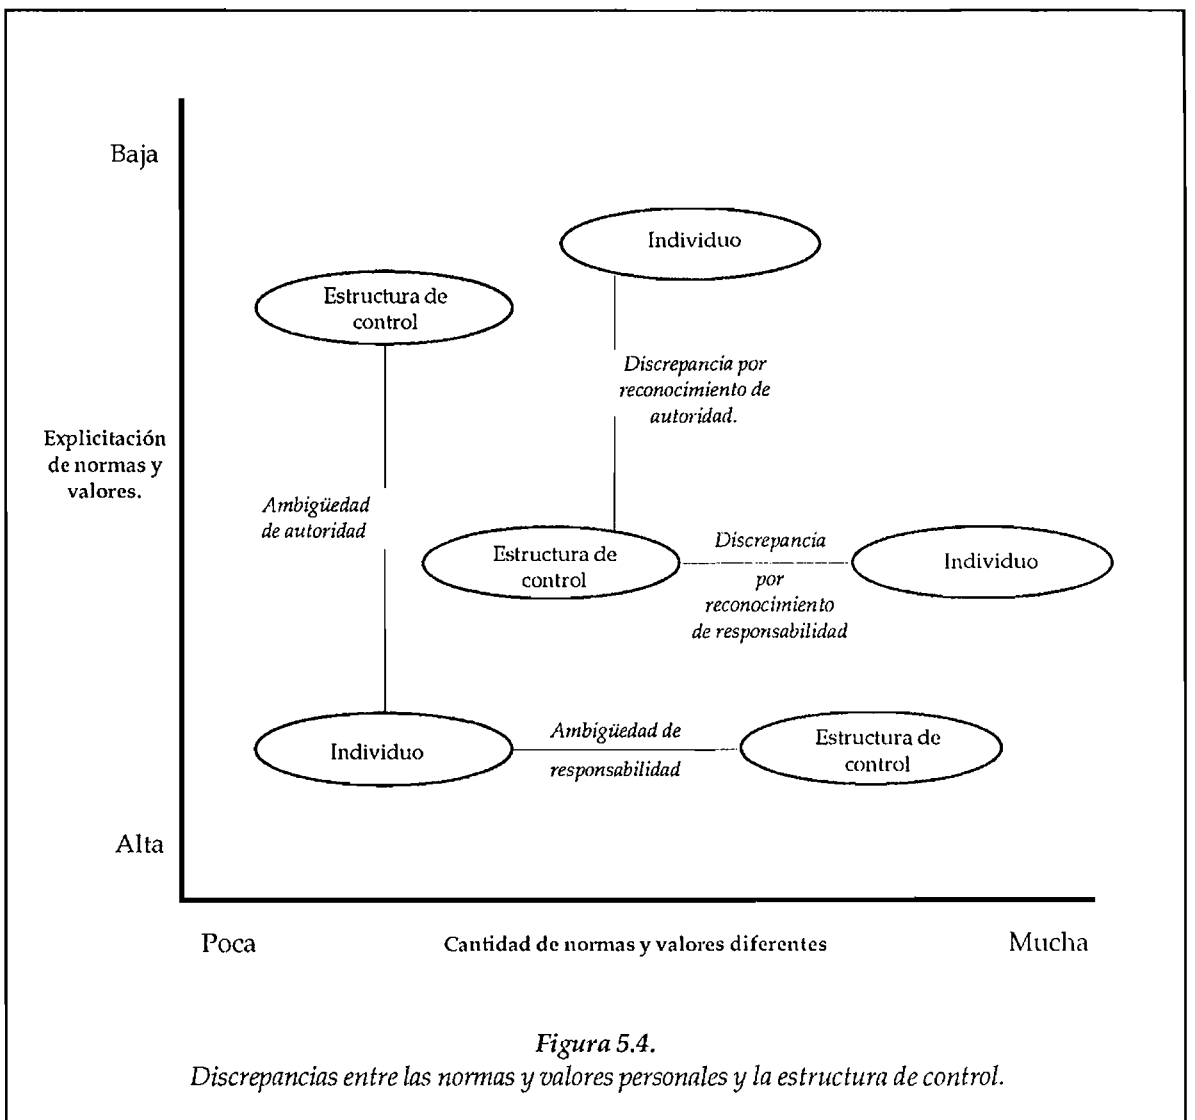 Baja
Individuo
Estructura de
control
Discrepancia por
reconocimiento de
autoridad.
Explicitación
de normas y
valores.
Ambigüedad
de autoridad
Estructura de
control
Discrepancia
por
reconocimiento
de responsabilidad
Individuo
Individuo
Ambigüedad de
responsabilidad
Estructura de
control
Alta
Poca
Cantidad de normas y valores diferentes
Mucha
Figura 5.4.
Discrepancias entre las normas y valores personales y la estructura de control.